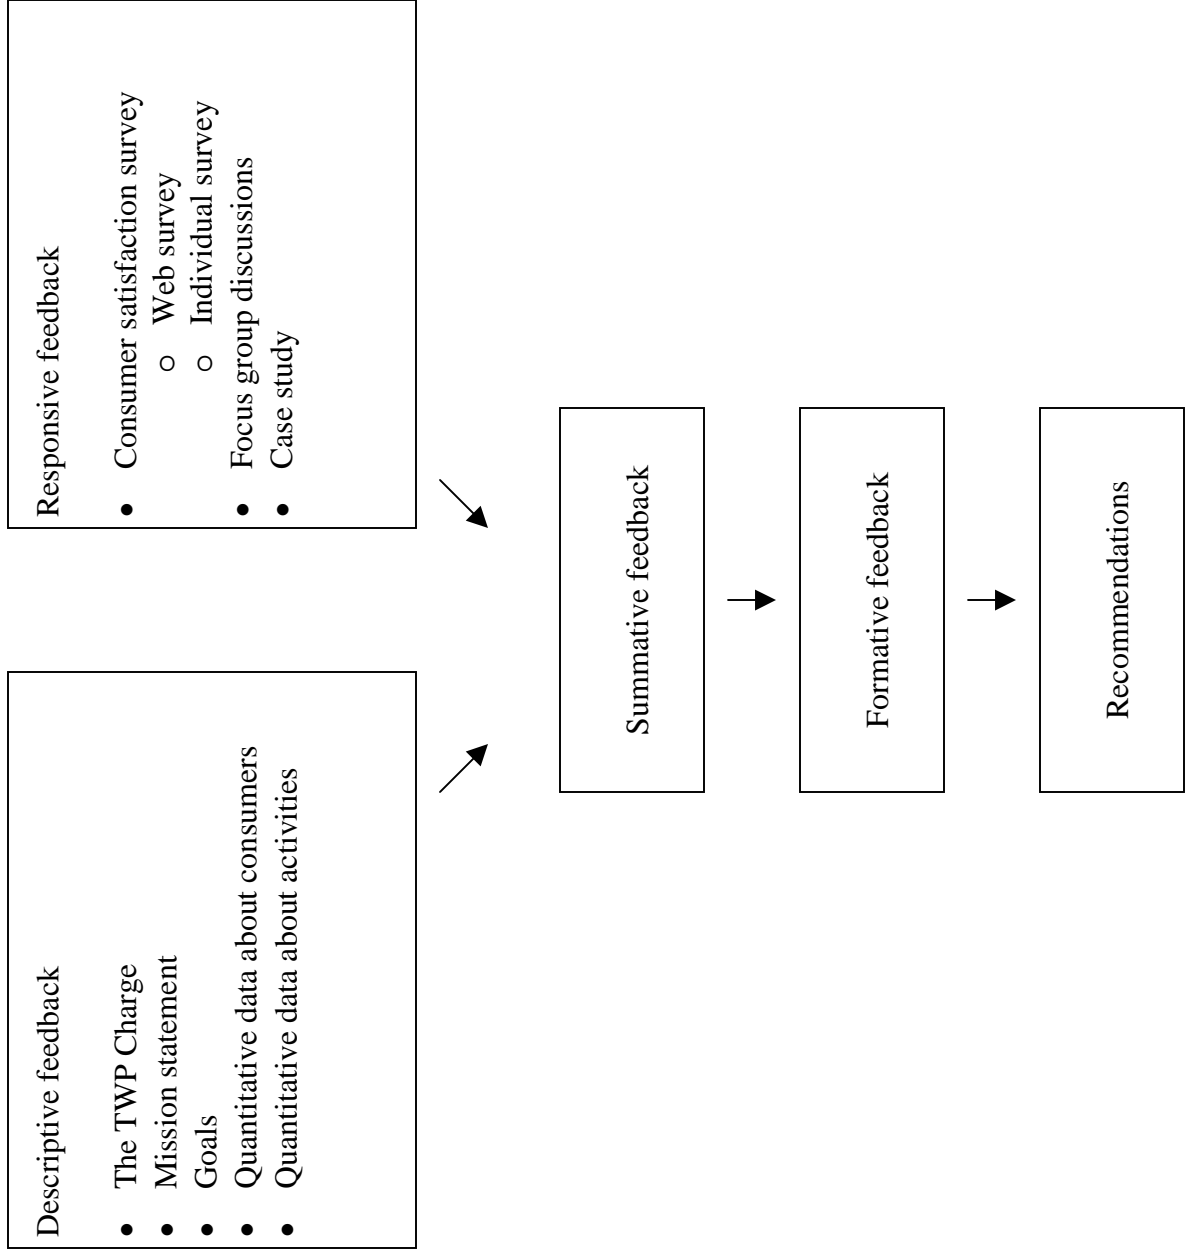 Descriptive feedback
● The TWP Charge
● Mission statement
● Goals
● Quantitative data about consumers
● Quantitative data about activities
Responsive feedback
● Consumer satisfaction survey
○ Web survey
○ Individual survey
● Focus group discussions
● Case study
Summative feedback
Formative feedback
Recommendations